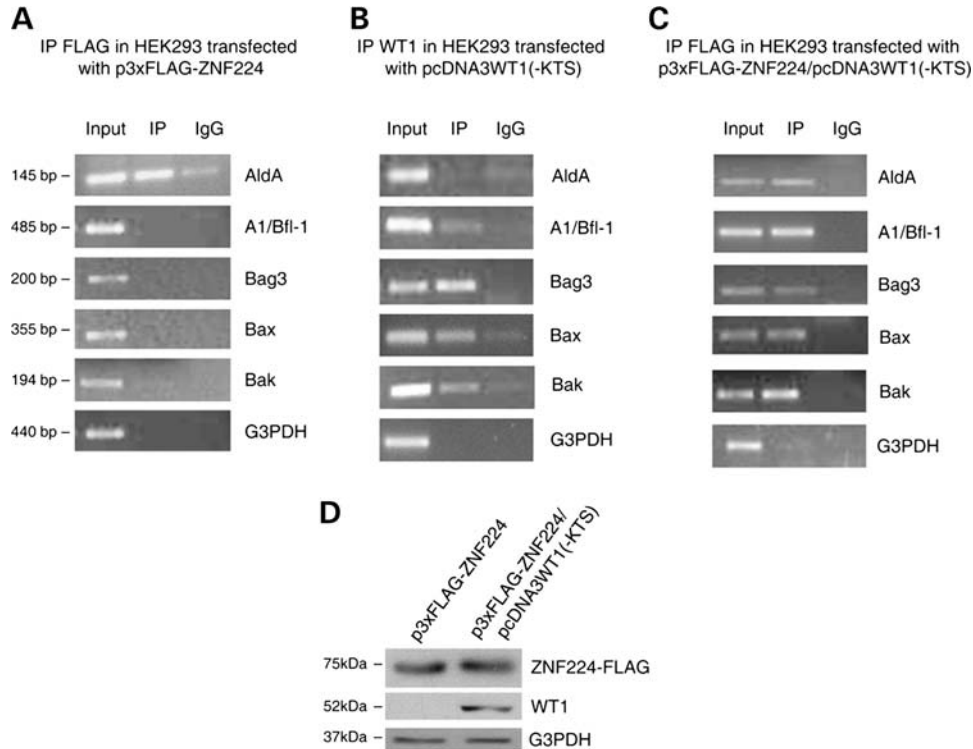 A
IP FLAG in HEK293 transfected
with p3xFLAG-ZNF224
Input IP IgG
145 bp – AldA
485 bp – A1/Bfl-1
200 bp – Bag3
355 bp – Bax
194 bp – Bak
440 bp – G3PDH
B
IP WT1 in HEK293 transfected
with pcDNA3WT1(-KTS)
Input IP IgG
AldA
A1/Bfl-1
Bag3
Bax
Bak
G3PDH
C
IP FLAG in HEK293 transfected with
p3xFLAG-ZNF224/pcDNA3WT1(-KTS)
Input IP IgG
AldA
A1/Bfl-1
Bag3
Bax
Bak
G3PDH
D
p3xFLAG-ZNF224
p3xFLAG-ZNF224/
pcDNA3WT1(-KTS)
75kDa – ZNF224-FLAG
52kDa – WT1
37kDa – G3PDH